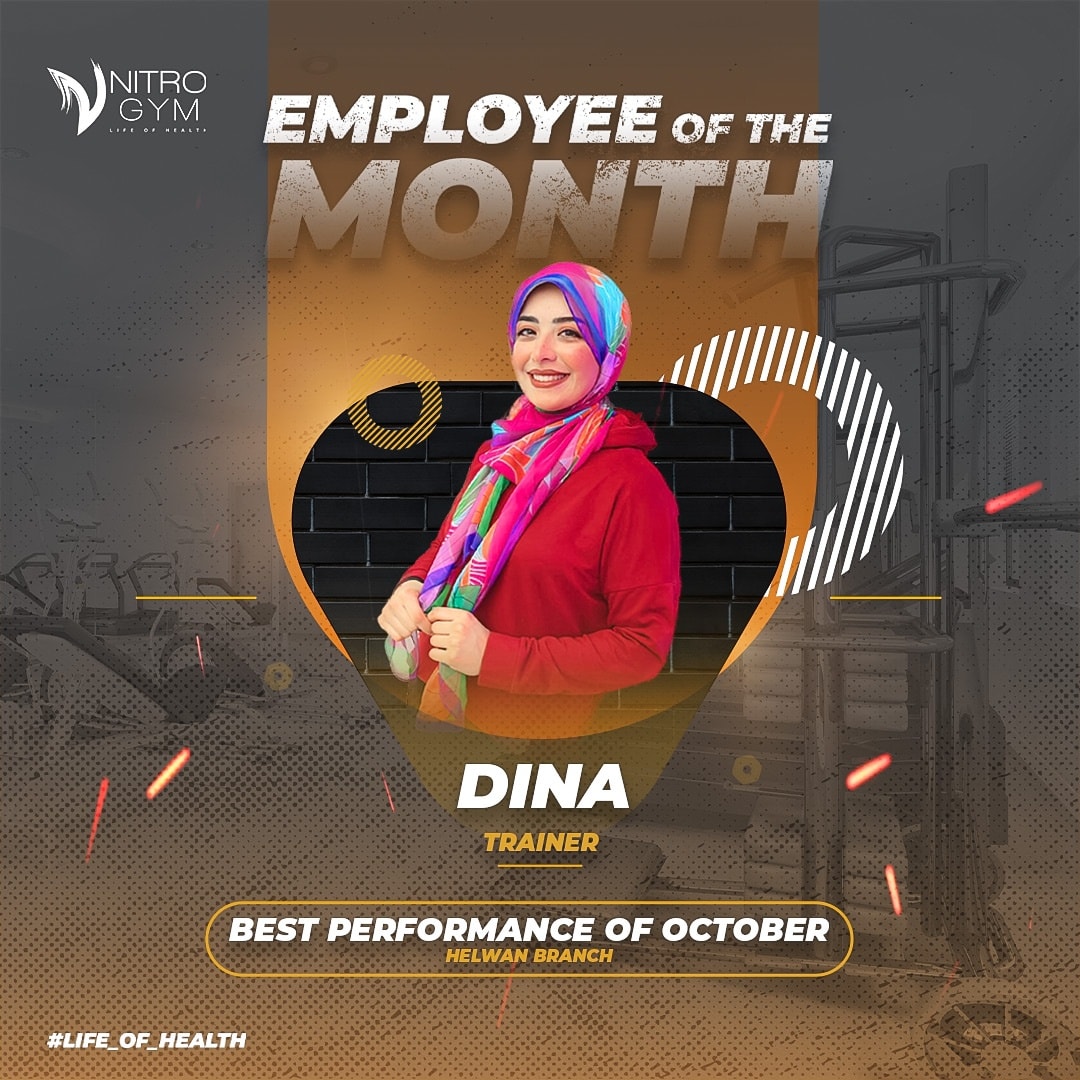 NITRO
GYM
LIFE OF HEALTH
EMPLOYEE OF THE
MONTH
DINA
TRAINER
BEST PERFORMANCE OF OCTOBER
HELWAN BRANCH
#LIFE_OF_HEALTH